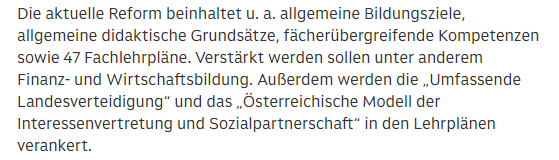 Die aktuelle Reform beinhaltet u. a. allgemeine Bildungsziele,
allgemeine didaktische Grundsätze, fächerübergreifende Kompetenzen
sowie 47 Fachlehrpläne. Verstärkt werden sollen unter anderem
Finanz- und Wirtschaftsbildung. Außerdem werden die „Umfassende
Landesverteidigung“ und das „Österreichische Modell der
Interessenvertretung und Sozialpartnerschaft“ in den Lehrplänen
verankert.